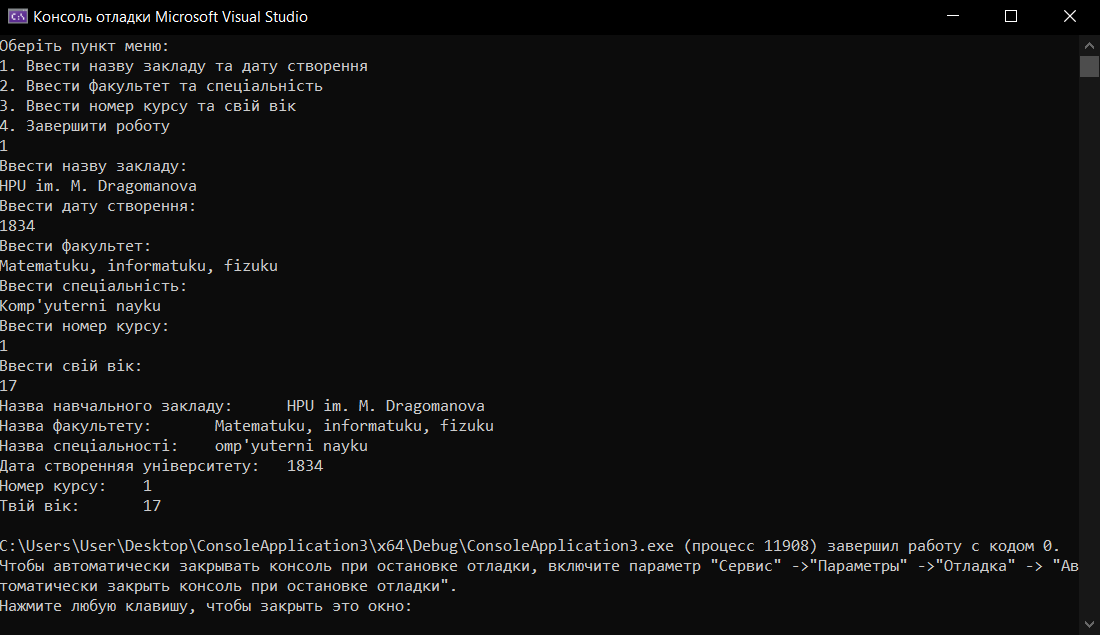 Консоль отладки Microsoft Visual Studio
Оберіть пункт меню:
1. Ввести назву закладу та дату створення
2. Ввести факультет та спеціальність
3. Ввести номер курсу та свій вік
4. Завершити роботу
1
Ввести назву закладу:
HPU im. M. Dragomanova
Ввести дату створення:
1834
Ввести факультет:
Matematuku, informatuku, fizuku
Ввести спеціальність:
Komp'yuterni nayku
Ввести номер курсу:
1
Ввести свій вік:
17
Назва навчального закладу:      HPU im. M. Dragomanova
Назва факультету:       Matematuku, informatuku, fizuku
Назва спеціальності:    omp'yuterni nayku
Дата створенняя університету:   1834
Номер курсу:    1
Твій вік:       17
C:\Users\User\Desktop\ConsoleApplication3\x64\Debug\ConsoleApplication3.exe (процесс 11908) завершил работу с кодом 0.
Чтобы автоматически закрывать консоль при остановке отладки, включите параметр "Сервис" ->"Параметры" ->"Отладка" -> "Ав
томатически закрыть консоль при остановке отладки".
Нажмите любую клавишу, чтобы закрыть это окно: